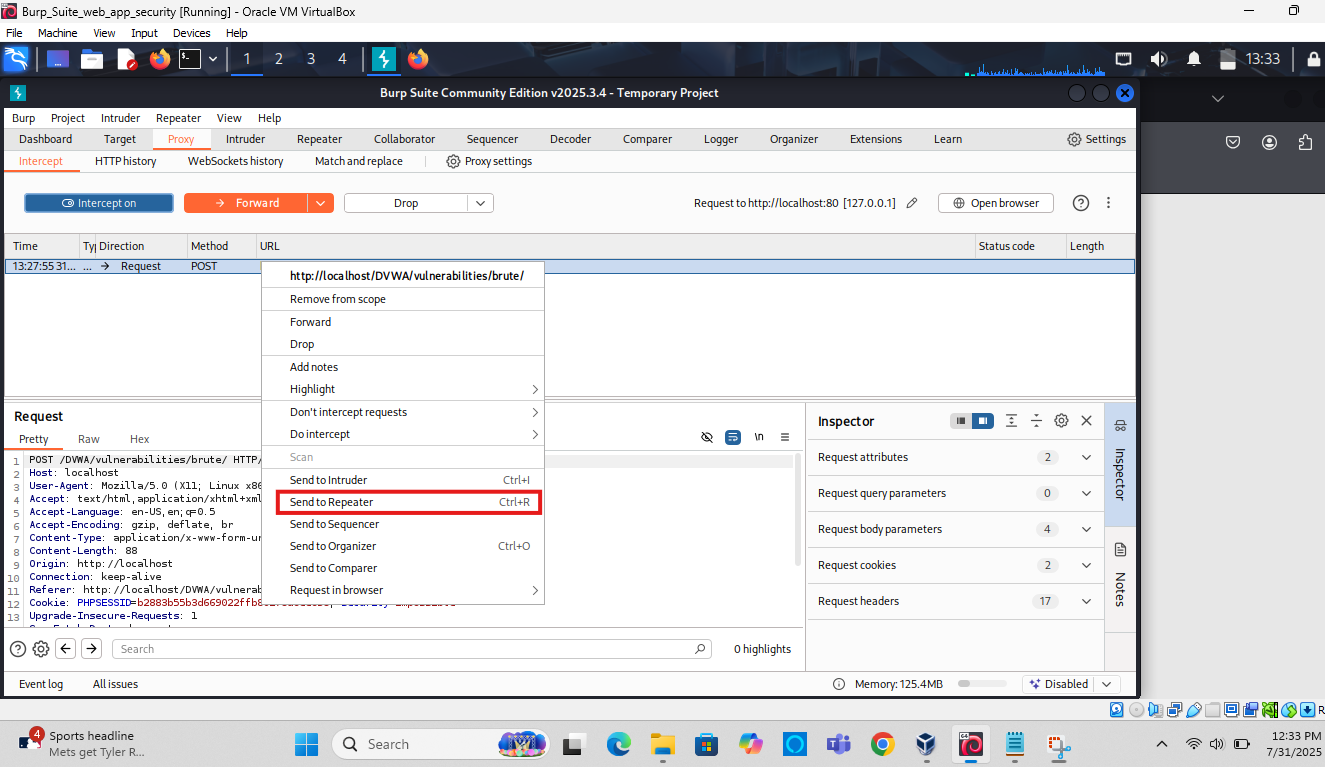 Burp_Suite_web_app_security [Running] - Oracle VM VirtualBox
File Machine View Input Devices Help
1 2 3 4 13:33
Burp Suite Community Edition v2025.3.4 - Temporary Project
Burp Project Intruder Repeater View Help
Dashboard Target Proxy Intruder Repeater Collaborator Sequencer Decoder Comparer Logger Organizer Extensions Learn Settings
Intercept HTTP history WebSockets history Match and replace Proxy settings
Intercept on Forward Drop Request to http://localhost:80 [127.0.0.1] Open browser
Time Ty Direction Method URL Status code Length
13:27:55 31... ... Request POST
http://localhost/DVWA/vulnerabilities/brute/
Remove from scope
Forward
Drop
Add notes
Highlight
Don't intercept requests
Do intercept
Scan
Send to Intruder Ctrl+I
Send to Repeater Ctrl+R
Send to Sequencer
Send to Organizer Ctrl+O
Send to Comparer
Request in browser
Request
Pretty Raw Hex
\n
1 POST /DVWA/vulnerabilities/brute/ HTTP/
2 Host: localhost
3 User-Agent: Mozilla/5.0 (X11; Linux x86
4 Accept: text/html,application/xhtml+xml
5 Accept-Language: en-US,en;q=0.5
6 Accept-Encoding: gzip, deflate, br
7 Content-Type: application/x-www-form-ur
8 Content-Length: 88
9 Origin: http://localhost
10 Connection: keep-alive
11 Referer: http://localhost/DVWA/vulnerab
12 Cookie: PHPSESSID=b2883b55b3d669022ffb8
13 Upgrade-Insecure-Requests: 1
Inspector
Request attributes 2
Request query parameters 0
Request body parameters 4
Request cookies 2
Request headers 17
Inspector
Notes
Search 0 highlights
Event log All issues Memory: 125.4MB Disabled
R
4 Sports headline
Mets get Tyler R...
Search
12:33 PM
7/31/2025